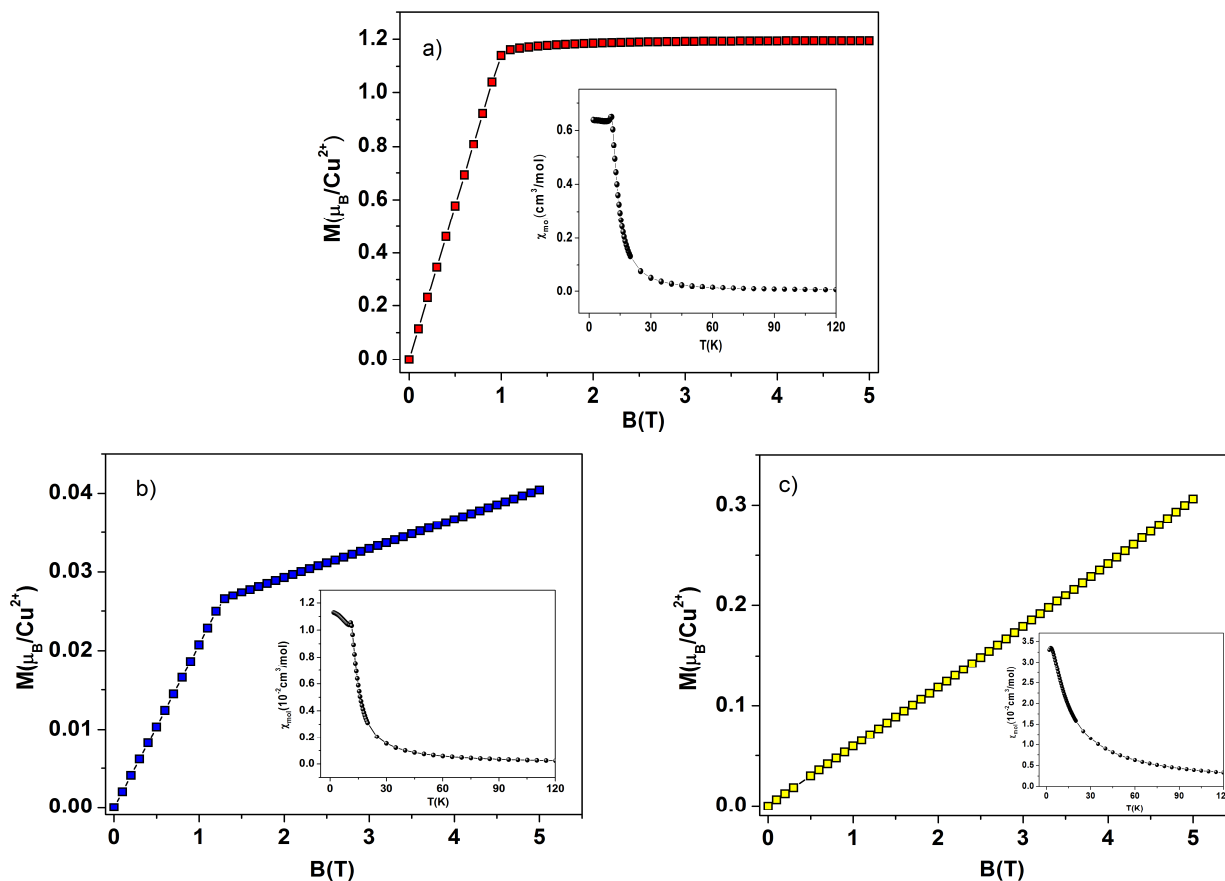 a)
M(μB/Cu2+)
1.2
1.0
0.8
0.6
0.4
0.2
0.0
0 1 2 3 4 5
B(T)
χmo (cm3/mol)
0.6
0.4
0.2
0.0
0 30 60 90 120
T(K)
b)
M(μB/Cu2+)
0.04
0.03
0.02
0.01
0.00
0 1 2 3 4 5
B(T)
χmol(10-2cm3/mol)
1.2
1.0
0.8
0.6
0.4
0.2
0.0
0 30 60 90 120
T(K)
c)
M(μB/Cu2+)
0.3
0.2
0.1
0.0
0 1 2 3 4 5
B(T)
χmol(10-2cm3/mol)
3.5
3.0
2.5
2.0
1.5
1.0
0.5
0.0
0 30 60 90 120
T(K)